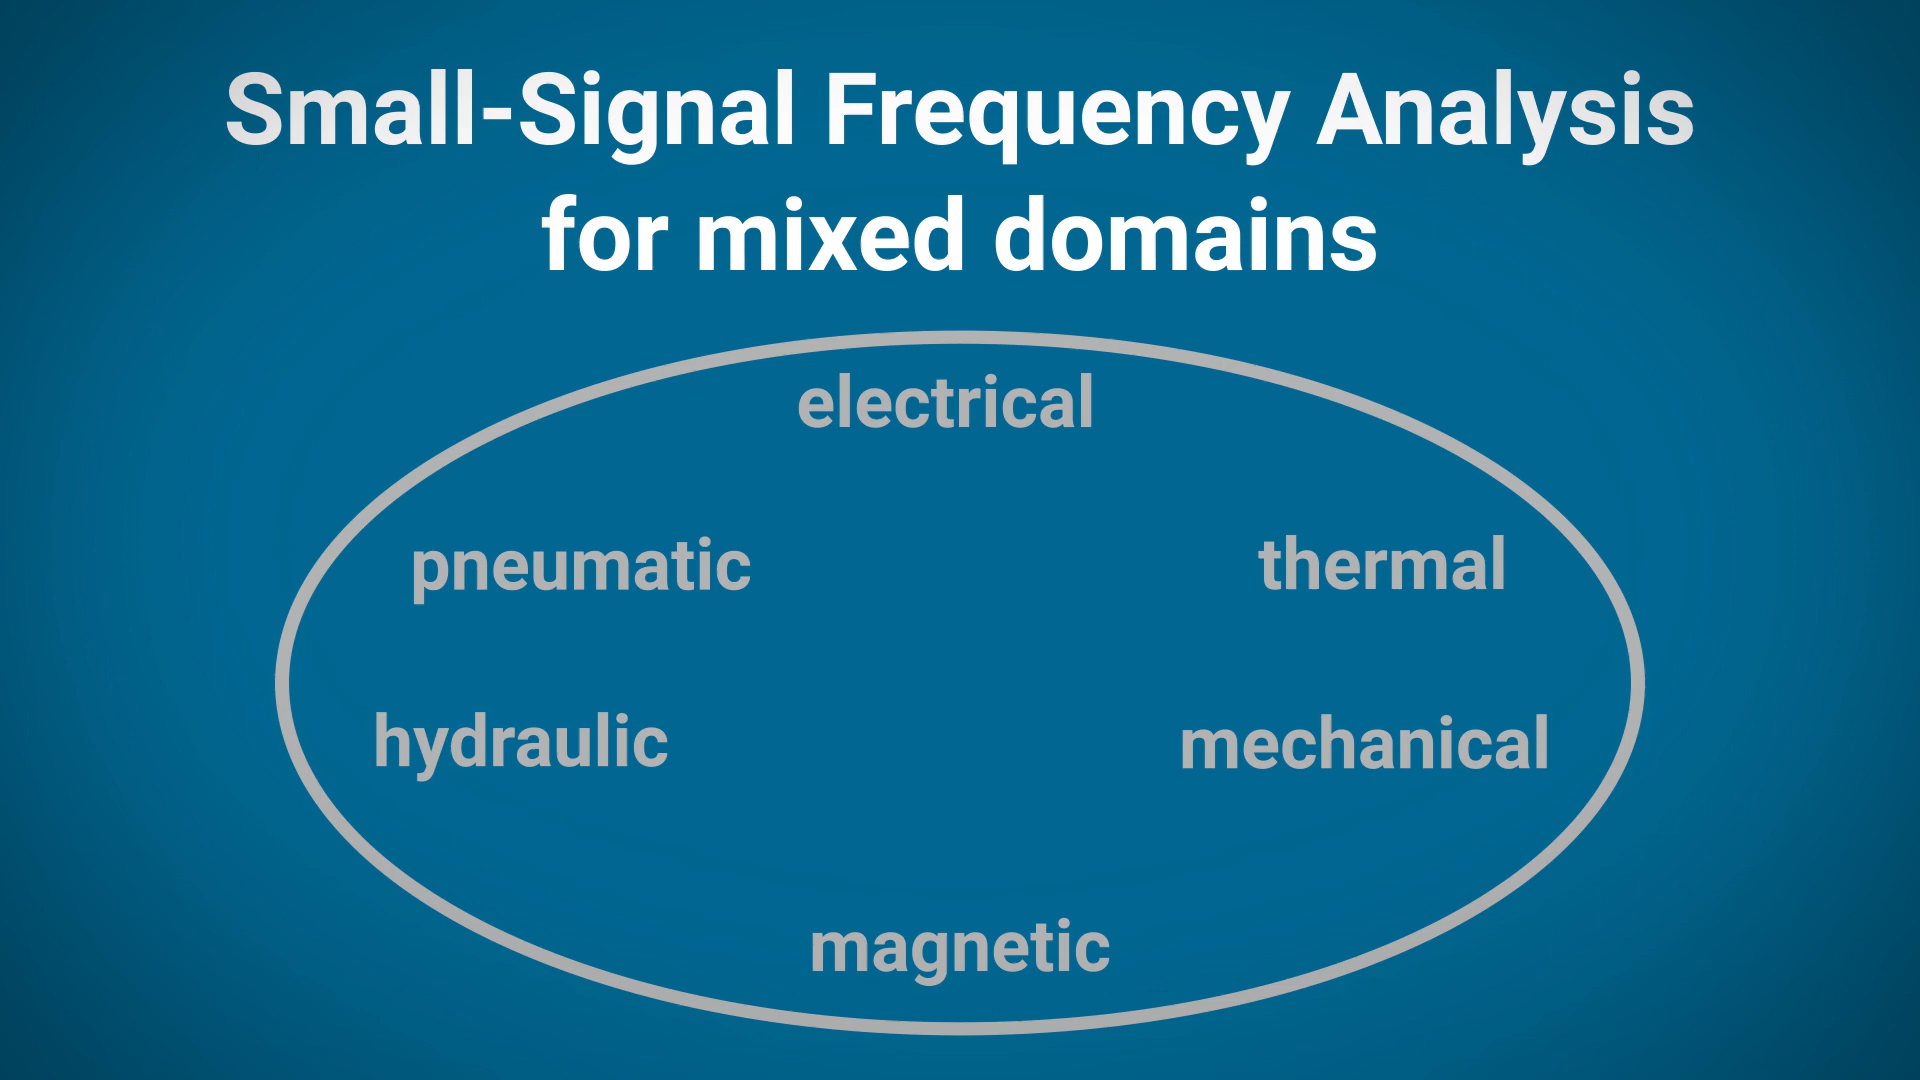 Small-Signal Frequency Analysis
for mixed domains
electrical
pneumatic
thermal
hydraulic
mechanical
magnetic